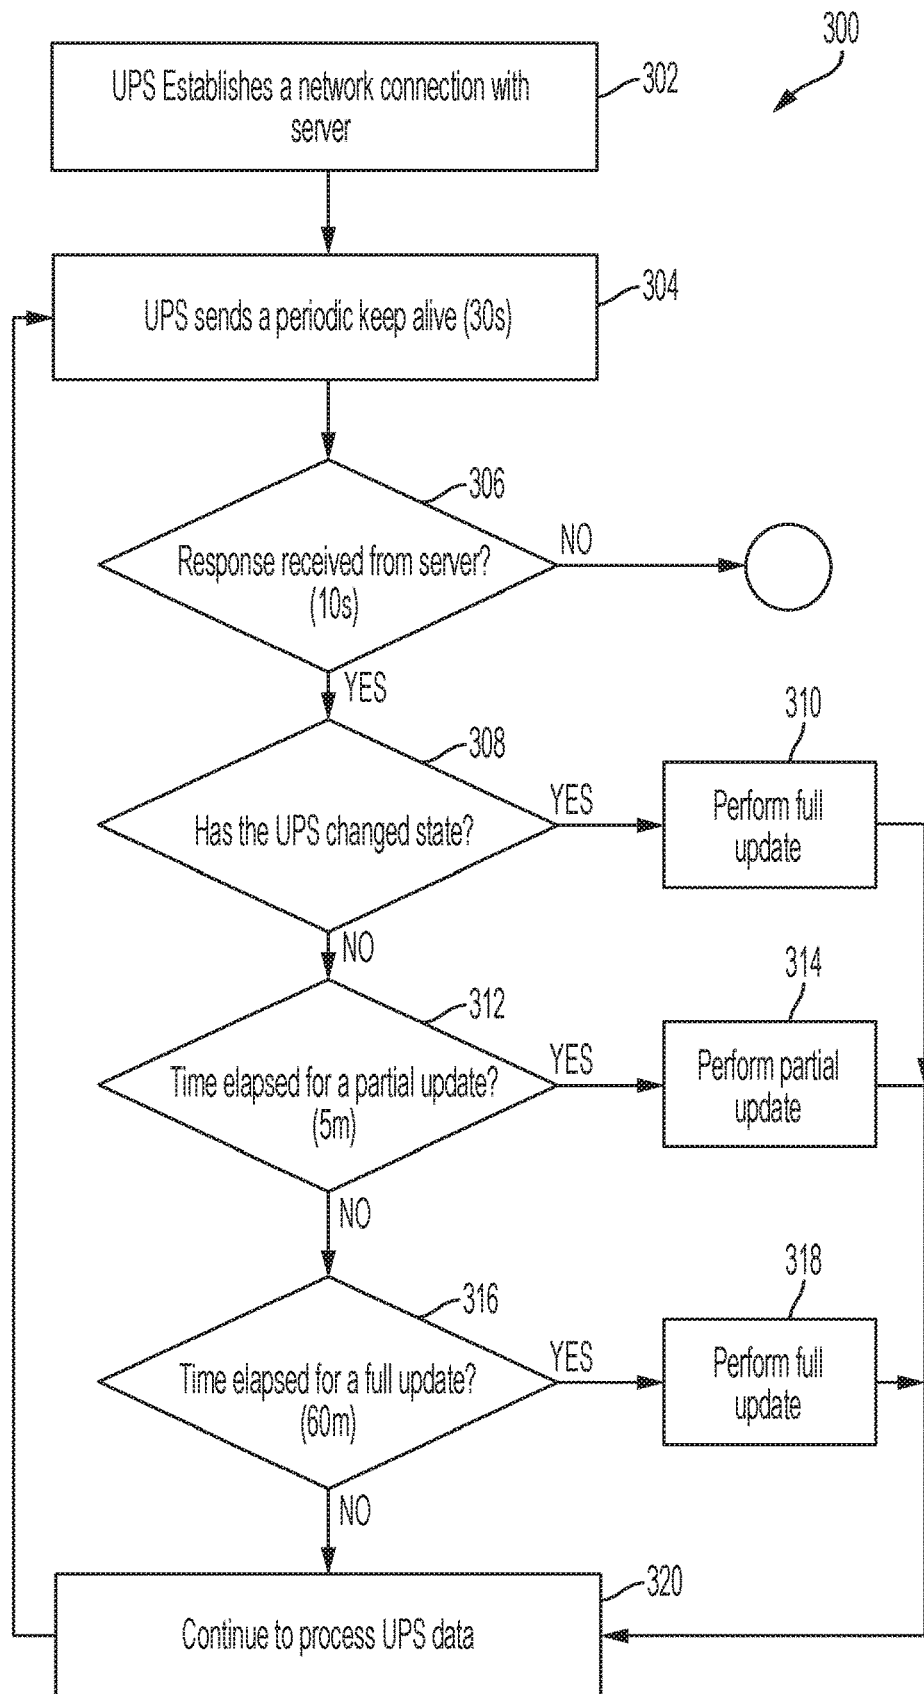 300
UPS Establishes a network connection with
server
302
UPS sends a periodic keep alive (30s)
304
306
Response received from server?
(10s)
NO
YES
308
Has the UPS changed state?
YES
310
Perform full
update
NO
312
Time elapsed for a partial update?
(5m)
YES
314
Perform partial
update
NO
316
Time elapsed for a full update?
(60m)
YES
318
Perform full
update
NO
320
Continue to process UPS data